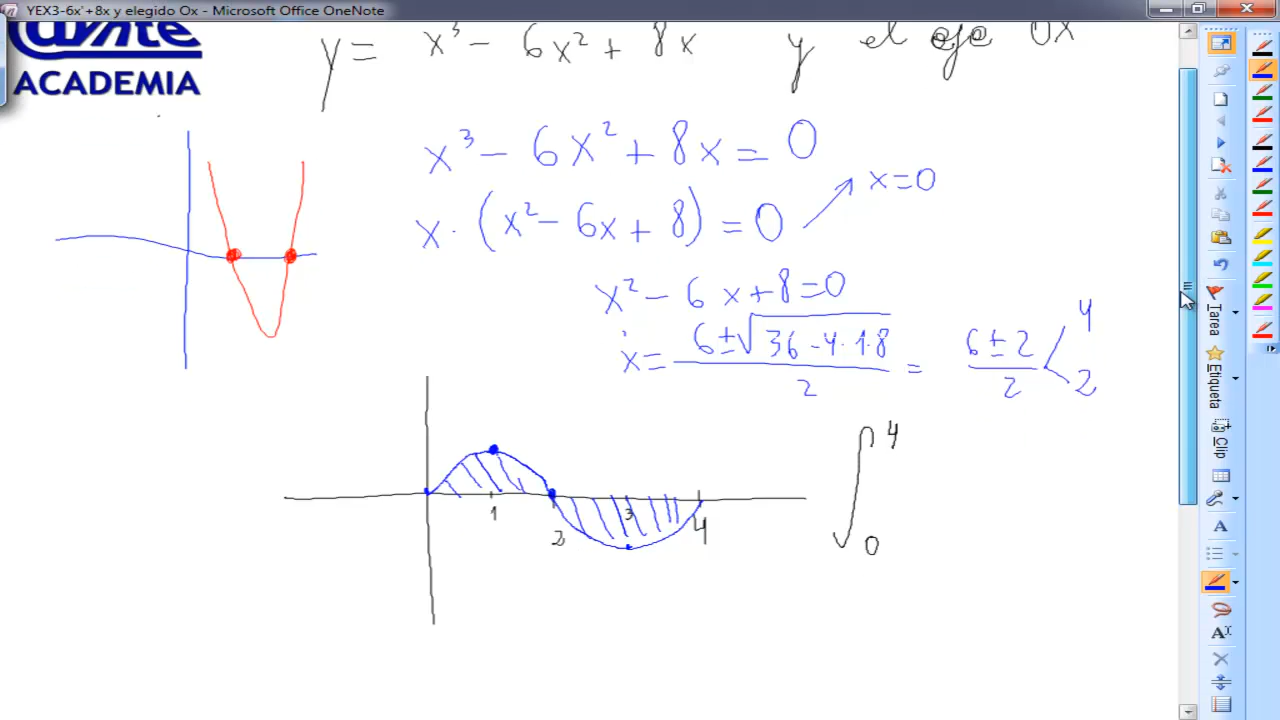 YEX3-6x'+8x y elegido Ox - Microsoft Office OneNote
ACADEMIA
y = x³ - 6x² + 8x y el eje Ox
x³ - 6x² + 8x = 0
x=0
x · (x² - 6x + 8) = 0
x² - 6x + 8 = 0
x = 6±√36-4·1·8 / 2 = 6±2 / 2
4
2
1
2
3
4
∫
4
0
Tarea
Etiqueta
Clip
A
A